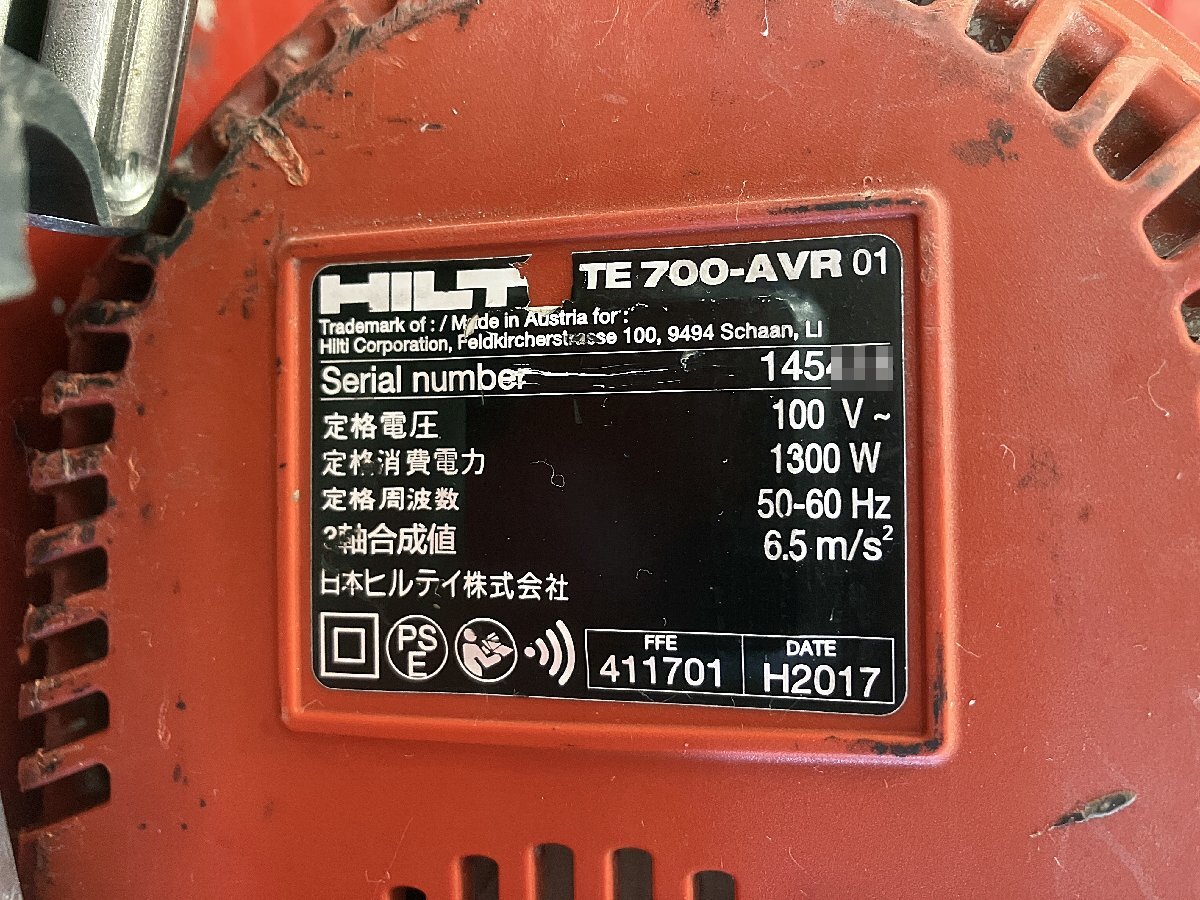 HILT TE 700-AVR 01
Trademark of : / Made in Austria for :
Hilti Corporation, Feldkircherstrasse 100, 9494 Schaan, LI
Serial number 145
定格電圧 100 V ~
定格消費電力 1300 W
定格周波数 50-60 Hz
軸合成値 6.5 m/s²
日本ヒルティ株式会社
PSE
FFE DATE
411701 H2017